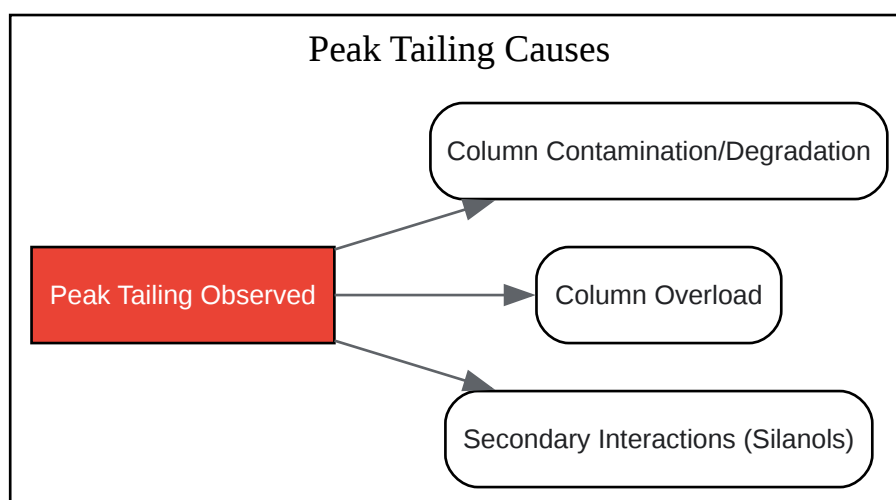 Peak Tailing Causes
Column Contamination/Degradation
Peak Tailing Observed
Column Overload
Secondary Interactions (Silanols)